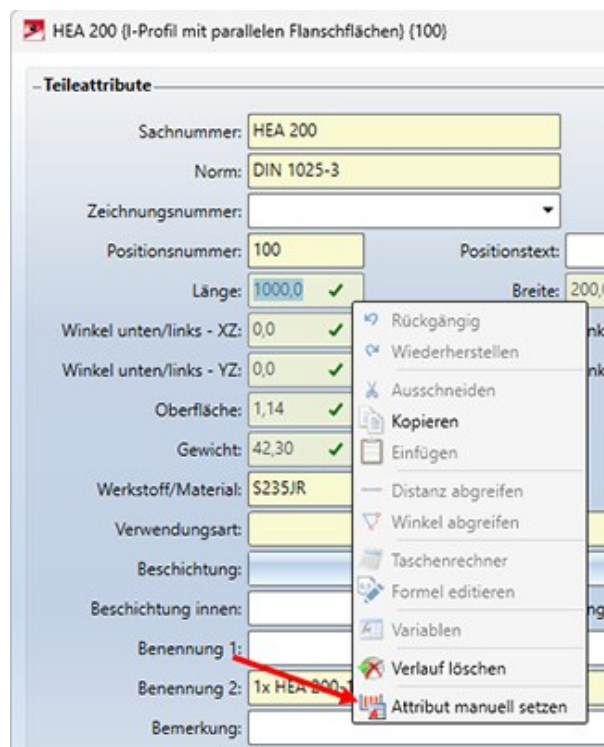 HEA 200 {I-Profil mit parallelen Flanschflächen} {100}
Teileattribute
Sachnummer: HEA 200
Norm: DIN 1025-3
Zeichnungsnummer:
Positionsnummer: 100 Positionstext:
Länge: 1000,0 Breite: 200,0
Winkel unten/links - XZ: 0,0
Winkel unten/links - YZ: 0,0
Oberfläche: 1,14
Gewicht: 42,30
Werkstoff/Material: S235JR
Verwendungsart:
Beschichtung:
Beschichtung innen:
Benennung 1:
Benennung 2: 1x HEA 200-1
Bemerkung:
Rückgängig
Wiederherstellen
Ausschneiden
Kopieren
Einfügen
Distanz abgreifen
Winkel abgreifen
Taschenrechner
Formel editieren
Variablen
Verlauf löschen
Attribut manuell setzen